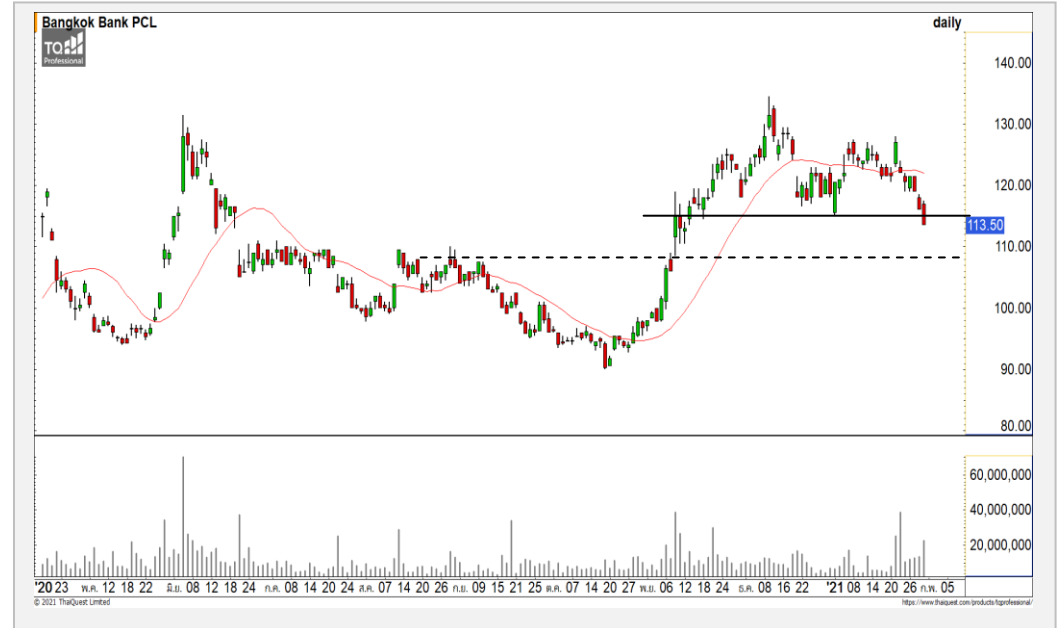 Bangkok Bank PCL
daily
TQ
Professional
140.00
130.00
120.00
113.50
110.00
100.00
90.00
80.00
60,000,000
40,000,000
20,000,000
'20 23 พ.ค. 12 18 22 มิ.ย. 08 12 18 24 ก.ค. 08 14 20 24 ส.ค. 07 14 20 26 ก.ย. 09 15 21 25 ต.ค. 07 14 20 27 พ.ย. 06 12 18 24 ธ.ค. 08 16 22 '21 08 14 20 26 ก.พ. 05
© 2021 ThaiQuest Limited
https://www.thaiquest.com/products/tqprofessional/